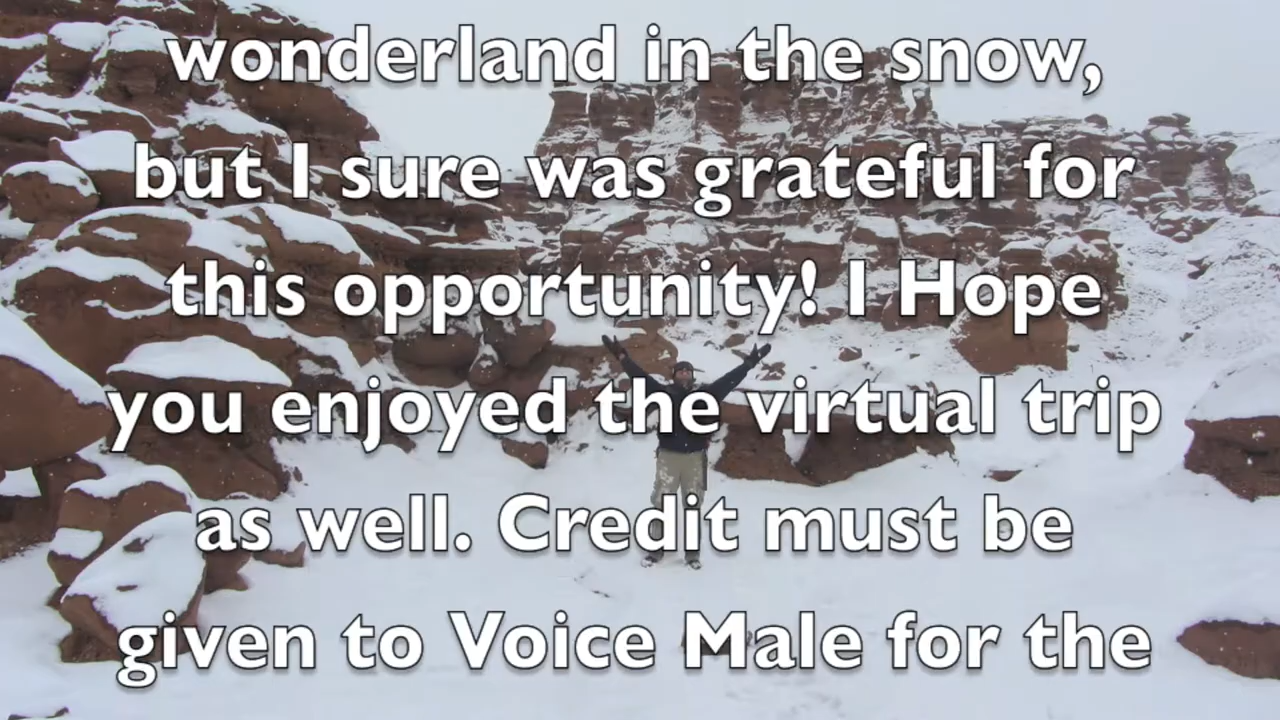 wonderland in the snow,
but I sure was grateful for
this opportunity! I Hope
you enjoyed the virtual trip
as well. Credit must be
given to Voice Male for the